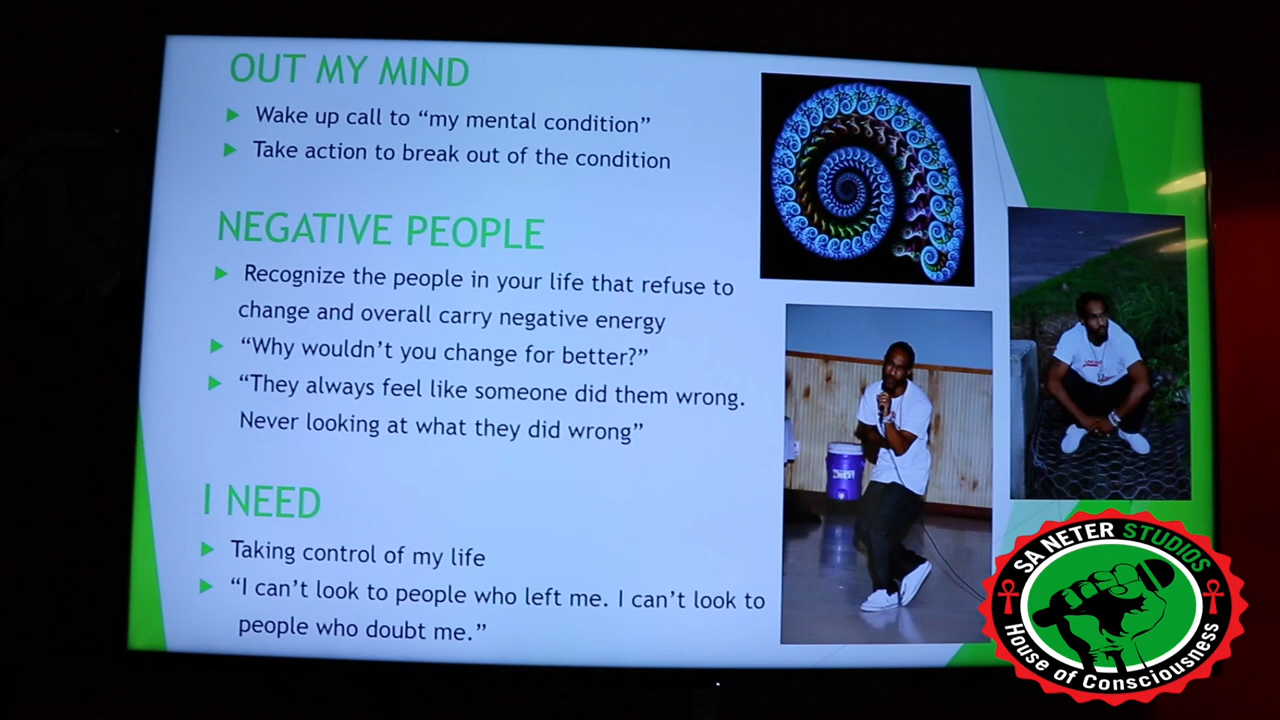 OUT MY MIND
Wake up call to “my mental condition”
Take action to break out of the condition
NEGATIVE PEOPLE
Recognize the people in your life that refuse to
change and overall carry negative energy
“Why wouldn’t you change for better?”
“They always feel like someone did them wrong.
Never looking at what they did wrong”
I NEED
Taking control of my life
“I can’t look to people who left me. I can’t look to
people who doubt me.”
SA NETER STUDIOS
House of Consciousness